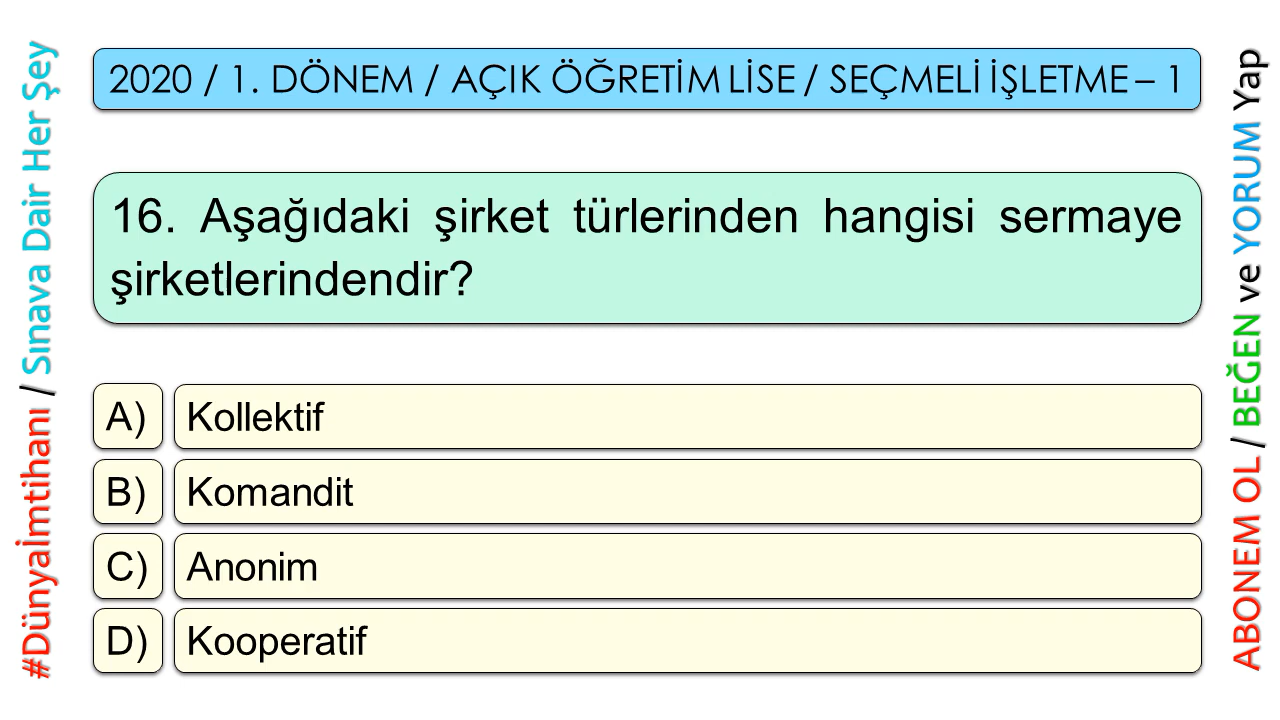 2020 / 1. DÖNEM / AÇIK ÖĞRETİM LİSE / SEÇMELİ İŞLETME – 1
#Dünyaİmtihanı / Sınava Dair Her Şey
16. Aşağıdaki şirket türlerinden hangisi sermaye
şirketlerindendir?
A) Kollektif
B) Komandit
C) Anonim
D) Kooperatif
ABONEM OL / BEĞEN ve YORUM Yap